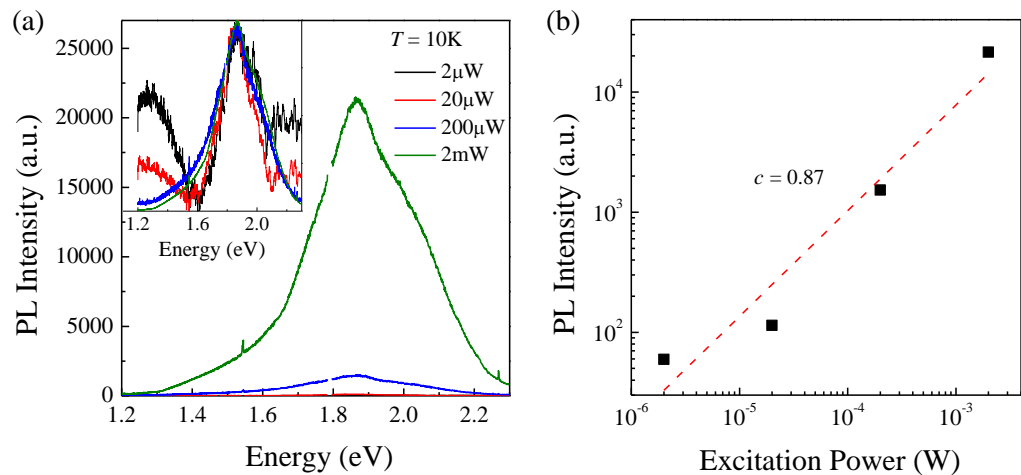 (a)
PL Intensity (a.u.)
25000
20000
15000
10000
5000
0
1.2 1.4 1.6 1.8 2.0 2.2
Energy (eV)
T = 10K
2μW
20μW
200μW
2mW
1.2 1.6 2.0
Energy (eV)
(b)
PL Intensity (a.u.)
10^4
10^3
10^2
10^-6 10^-5 10^-4 10^-3
Excitation Power (W)
c = 0.87